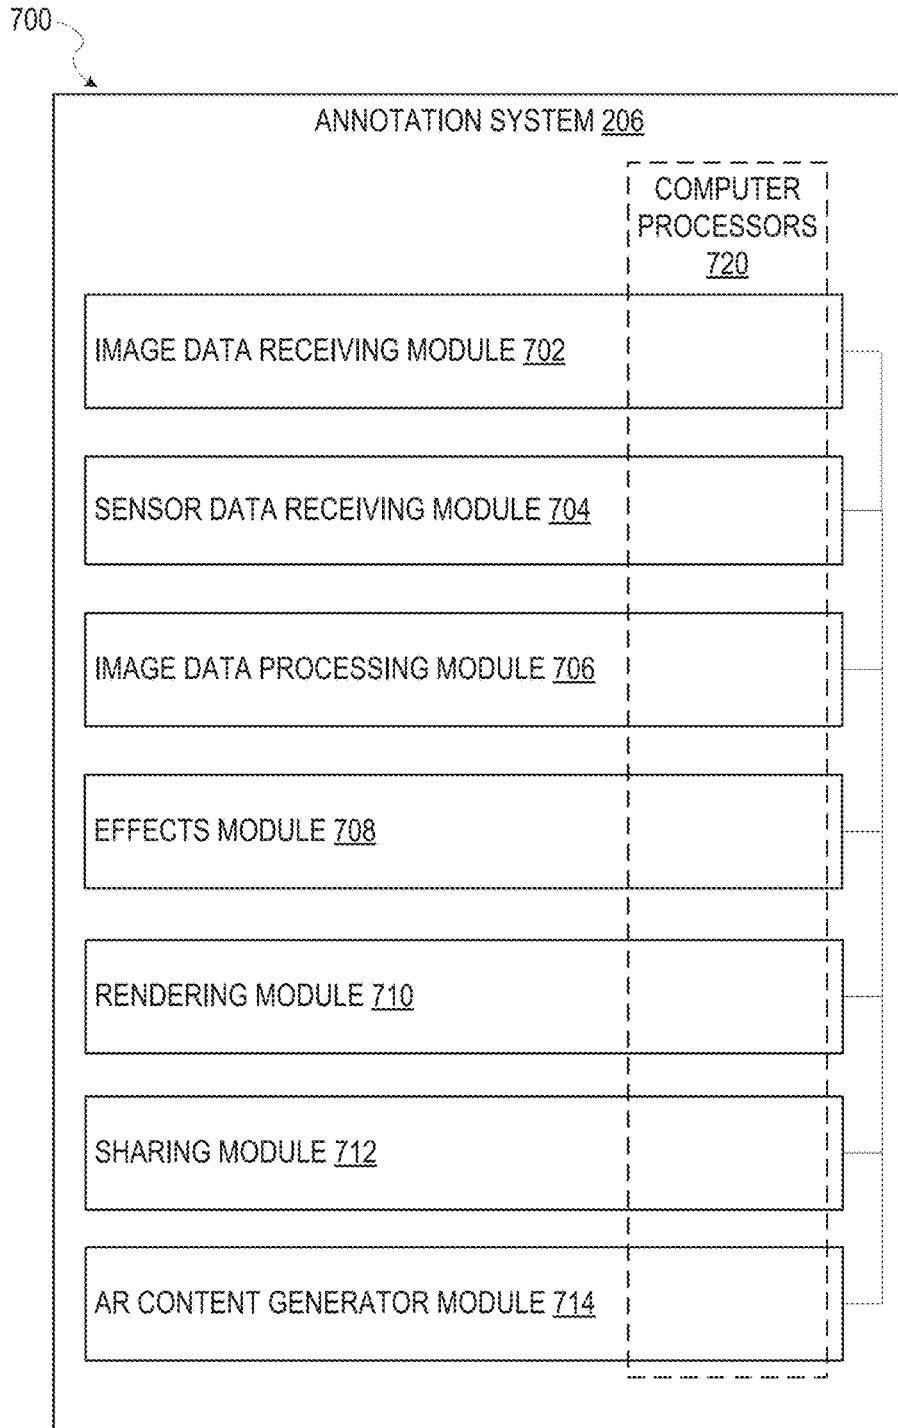 700
ANNOTATION SYSTEM 206
COMPUTER
PROCESSORS
720
IMAGE DATA RECEIVING MODULE 702
SENSOR DATA RECEIVING MODULE 704
IMAGE DATA PROCESSING MODULE 706
EFFECTS MODULE 708
RENDERING MODULE 710
SHARING MODULE 712
AR CONTENT GENERATOR MODULE 714